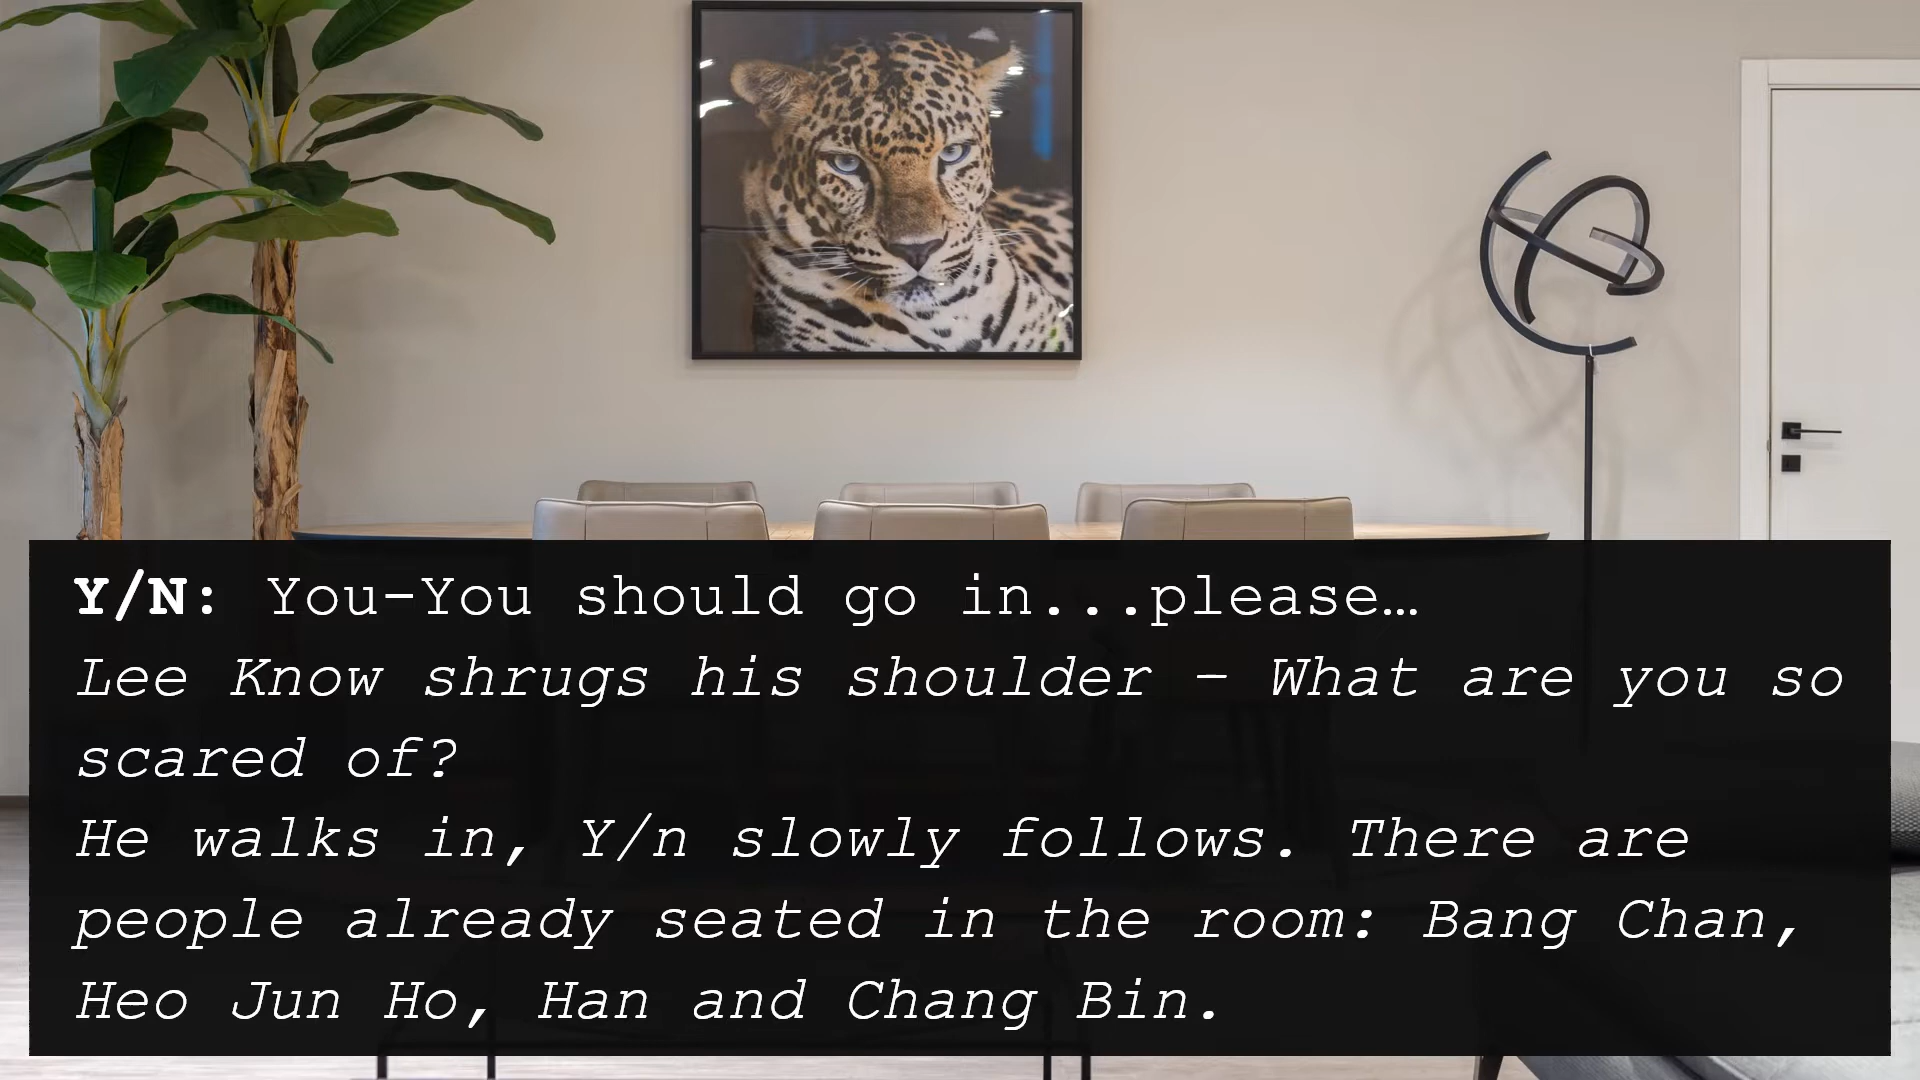 Y/N: You-You should go in...please…
Lee Know shrugs his shoulder – What are you so
scared of?
He walks in, Y/n slowly follows. There are
people already seated in the room: Bang Chan,
Heo Jun Ho, Han and Chang Bin.